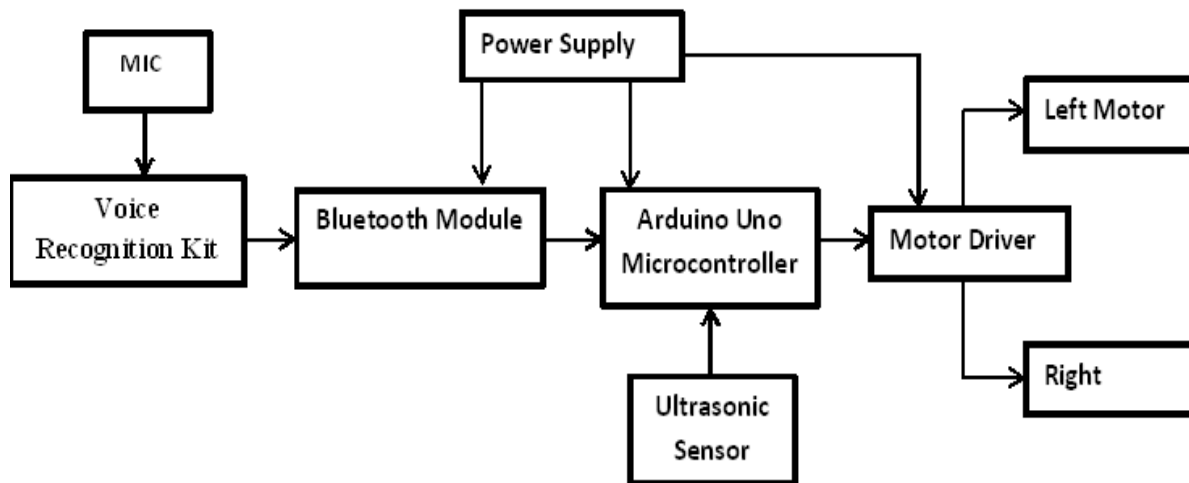 MIC
Power Supply
Left Motor
Voice
Recognition Kit
Bluetooth Module
Arduino Uno
Microcontroller
Motor Driver
Right
Ultrasonic
Sensor